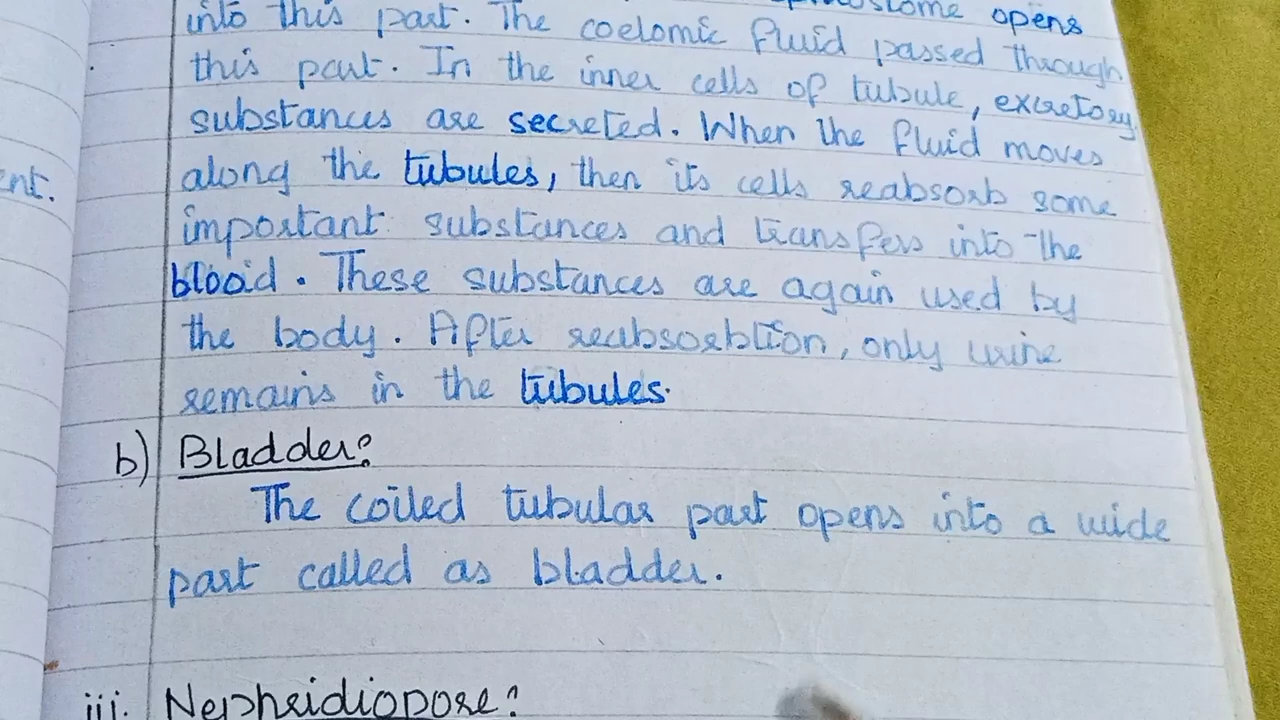 opens
into this part. The coelomic fluid passed through
this part. In the inner cells of tubule, excretory
substances are secreted. When the fluid moves
ent.
along the tubules, then its cells reabsorb some
important substances and transfers into the
blood. These substances are again used by
the body. After reabsorbtion, only urine
remains in the tubules.
b) Bladder:
The coiled tubular part opens into a wide
part called as bladder.
iii. Nephridiopore: